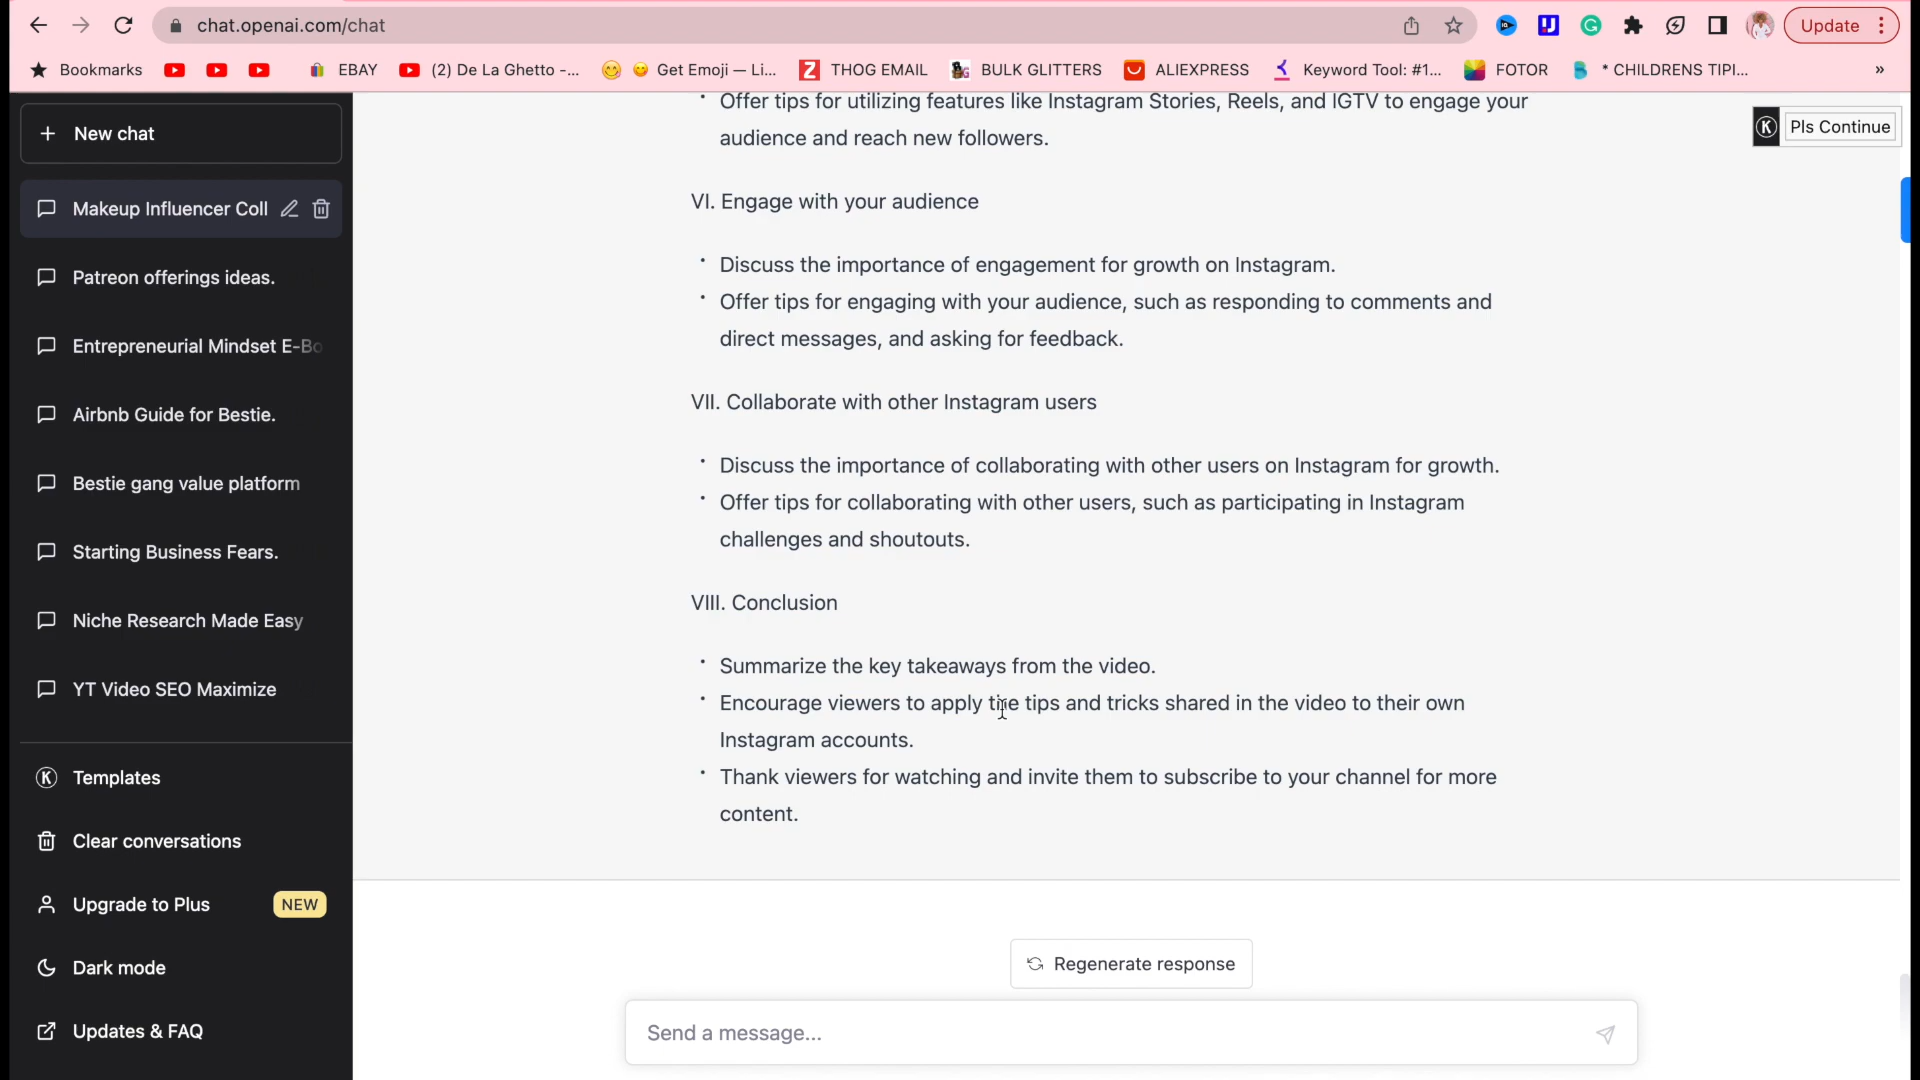 chat.openai.com/chat
Update
Bookmarks
EBAY
(2) De La Ghetto -...
Get Emoji — Li...
THOG EMAIL
BULK GLITTERS
ALIEXPRESS
Keyword Tool: #1...
FOTOR
* CHILDRENS TIPI...
»
New chat
Makeup Influencer Coll
Patreon offerings ideas.
Entrepreneurial Mindset E-Bo
Airbnb Guide for Bestie.
Bestie gang value platform
Starting Business Fears.
Niche Research Made Easy
YT Video SEO Maximize
Templates
Clear conversations
Upgrade to Plus
NEW
Dark mode
Updates & FAQ
Pls Continue
• Offer tips for utilizing features like Instagram Stories, Reels, and IGTV to engage your
audience and reach new followers.
VI. Engage with your audience
• Discuss the importance of engagement for growth on Instagram.
• Offer tips for engaging with your audience, such as responding to comments and
direct messages, and asking for feedback.
VII. Collaborate with other Instagram users
• Discuss the importance of collaborating with other users on Instagram for growth.
• Offer tips for collaborating with other users, such as participating in Instagram
challenges and shoutouts.
VIII. Conclusion
• Summarize the key takeaways from the video.
• Encourage viewers to apply the tips and tricks shared in the video to their own
Instagram accounts.
• Thank viewers for watching and invite them to subscribe to your channel for more
content.
Regenerate response
Send a message...